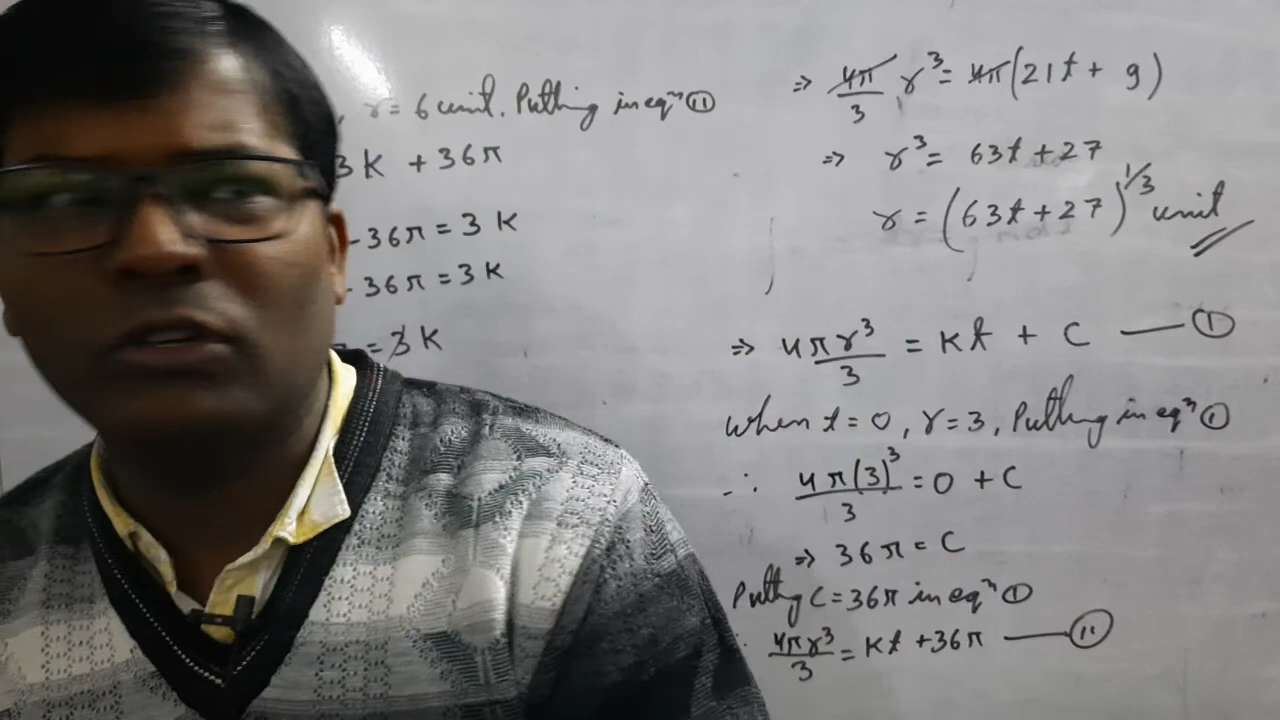 , r = 6 unit. Putting in eqⁿ (II)
3K + 36π
- 36π = 3K
- 36π = 3K
= 3K
⇒ 4π/3 r³ = 4π(21t + 9)
⇒ r³ = 63t + 27
r = (63t + 27)^1/3 unit
⇒ 4πr³/3 = Kt + C — (I)
When t = 0, r = 3, Putting in eqⁿ (I)
∴ 4π(3)³/3 = 0 + C
⇒ 36π = C
Putting C = 36π in eqⁿ (I)
4πr³/3 = Kt + 36π — (II)